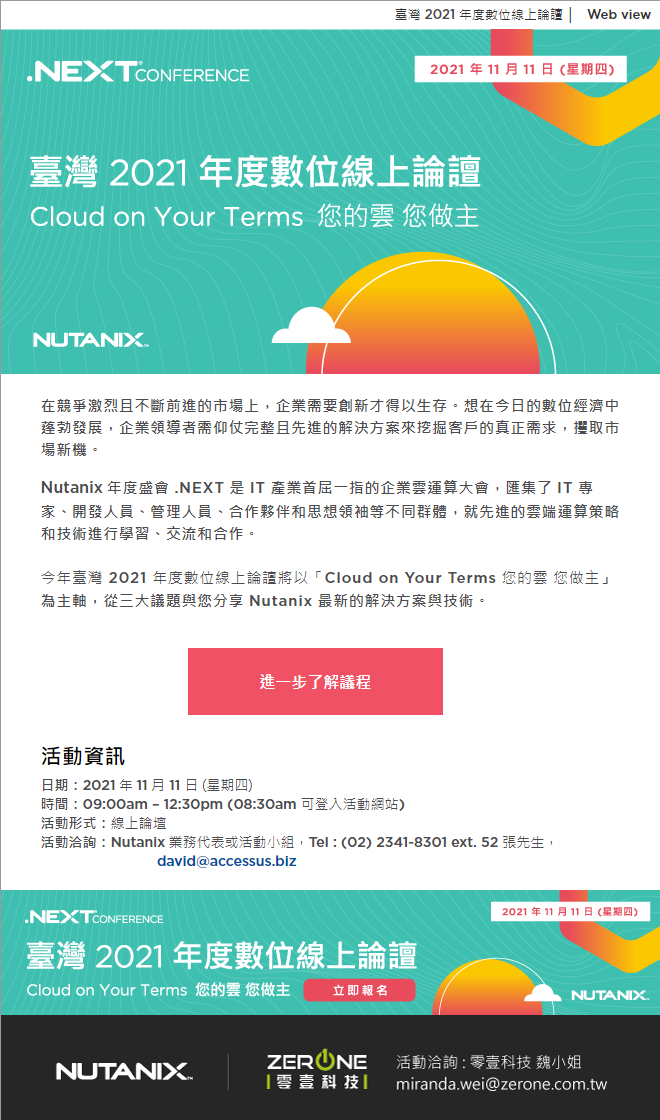 臺灣 2021 年度數位線上論譠│ Web view
.NEXT CONFERENCE
2021 年 11 月 11 日 (星期四)
臺灣 2021 年度數位線上論譠
Cloud on Your Terms 您的雲 您做主
NUTANIX™
在競爭激烈且不斷前進的市場上，企業需要創新才得以生存。想在今日的數位經濟中
蓬勃發展，企業領導者需仰仗完整且先進的解決方案來挖掘客戶的真正需求，攫取市
場新機。
Nutanix 年度盛會 .NEXT 是 IT 產業首屈一指的企業雲運算大會，匯集了 IT 專
家、開發人員、管理人員、合作夥伴和思想領袖等不同群體，就先進的雲端運算策略
和技術進行學習、交流和合作。
今年臺灣 2021 年度數位線上論譠將以「Cloud on Your Terms 您的雲 您做主」
為主軸，從三大議題與您分享 Nutanix 最新的解決方案與技術。
進一步了解議程
活動資訊
日期：2021 年 11 月 11 日 (星期四)
時間：09:00am – 12:30pm (08:30am 可登入活動網站)
活動形式：線上論壇
活動洽詢：Nutanix 業務代表或活動小組，Tel : (02) 2341-8301 ext. 52 張先生，
david@accessus.biz
.NEXT CONFERENCE
2021 年 11 月 11 日 (星期四)
臺灣 2021 年度數位線上論譠
Cloud on Your Terms 您的雲 您做主 立即報名
NUTANIX™
NUTANIX™
ZERONE
零壹科技
活動洽詢 : 零壹科技 魏小姐
miranda.wei@zerone.com.tw